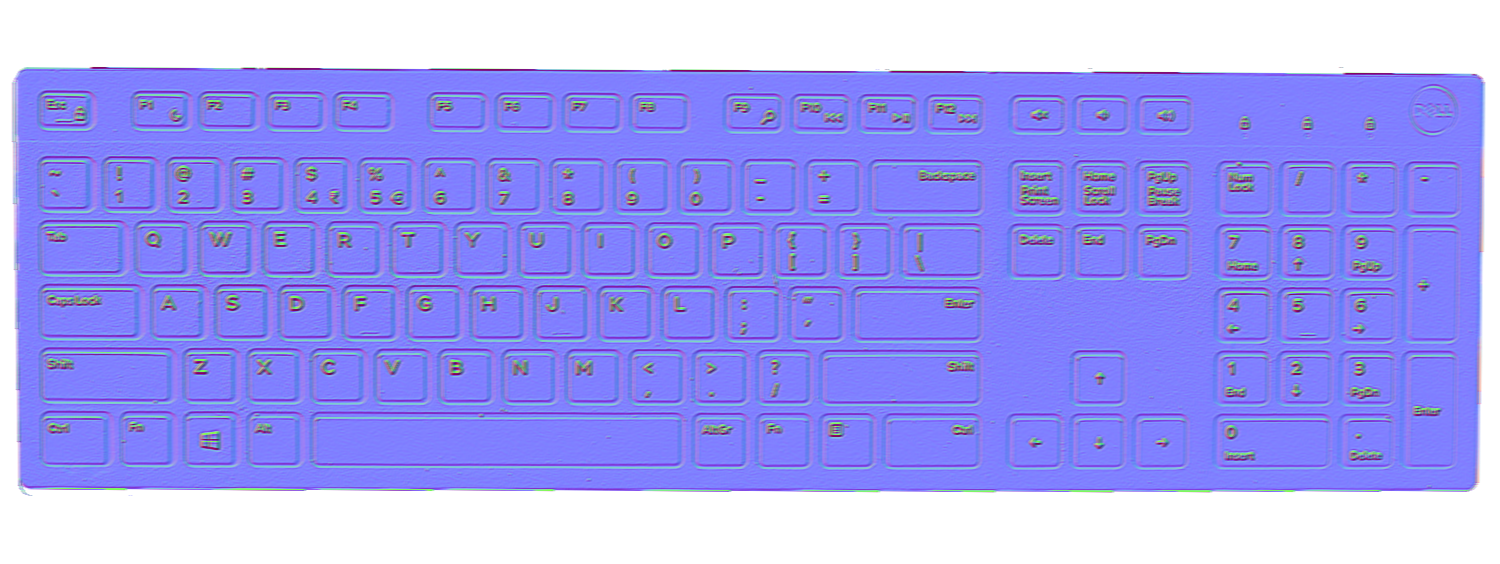 Esc F1 F2 F3 F4 F5 F6 F7 F8 F9 F10 F11 F12 DELL
~ ! @ # $ % ^ & * ( ) _ + Backspace Insert Home PgUp Num / * -
` 1 2 3 4 ₹ 5 € 6 7 8 9 0 - = Print Scroll Pause Lock
Screen Lock Break
Tab Q W E R T Y U I O P { } | Delete End PgDn 7 8 9 +
[ ] \ Home ↑ PgUp
Caps Lock A S D F G H J K L : " Enter 4 5 6
; ' ← →
Shift Z X C V B N M < > ? Shift ↑ 1 2 3 Enter
, . / End ↓ PgDn
Ctrl Fn Alt AltGr Fn Ctrl ← ↓ → 0 .
Insert Delete